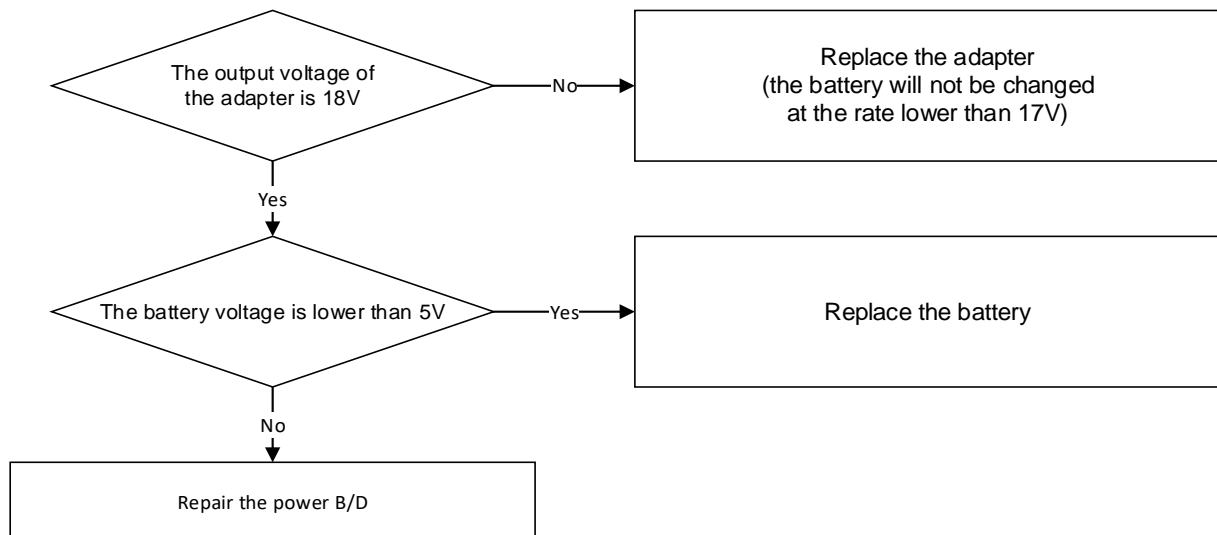 The output voltage of
the adapter is 18V
No
Replace the adapter
(the battery will not be changed
at the rate lower than 17V)
Yes
The battery voltage is lower than 5V
Yes
Replace the battery
No
Repair the power B/D